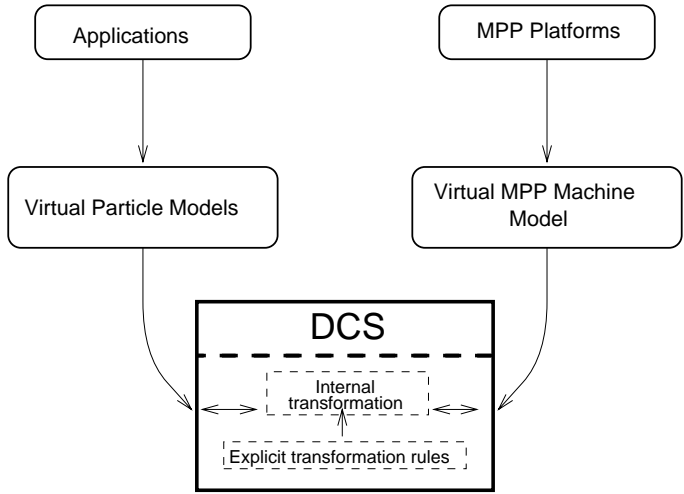 Applications
MPP Platforms
Virtual Particle Models
Virtual MPP Machine
Model
DCS
Internal
transformation
Explicit transformation rules